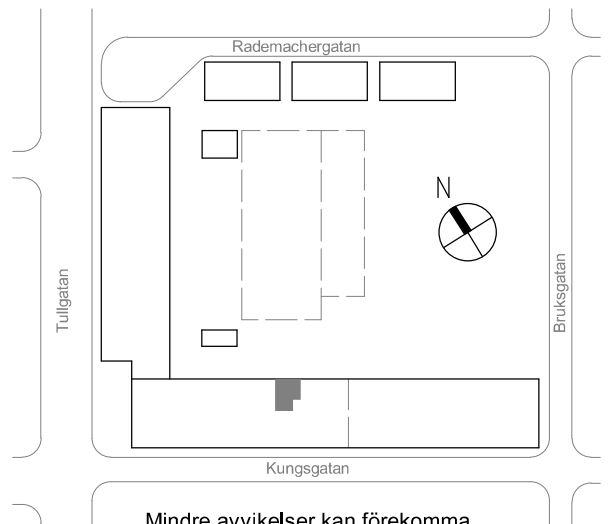 Rademachergatan
N
Tullgatan
Bruksgatan
Kungsgatan
Mindre avvikelser kan förekomma